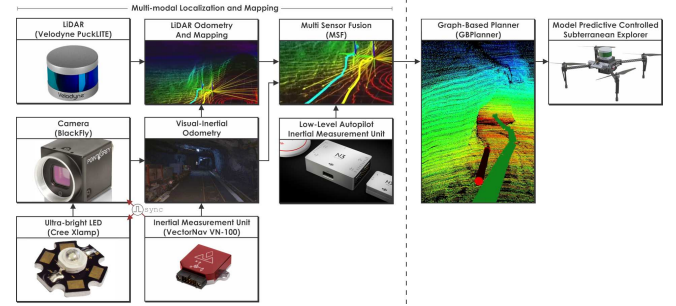 Multi-modal Localization and Mapping
LiDAR
(Velodyne PuckLITE)
LiDAR Odometry
And Mapping
Multi Sensor Fusion
(MSF)
Graph-Based Planner
(GBPlanner)
Model Predictive Controlled
Subterranean Explorer
Velodyne
Camera
(BlackFly)
Visual-Inertial
Odometry
Low-Level Autopilot
Inertial Measurement Unit
N3
sync
Ultra-bright LED
(Cree Xlamp)
Inertial Measurement Unit
(VectorNav VN-100)